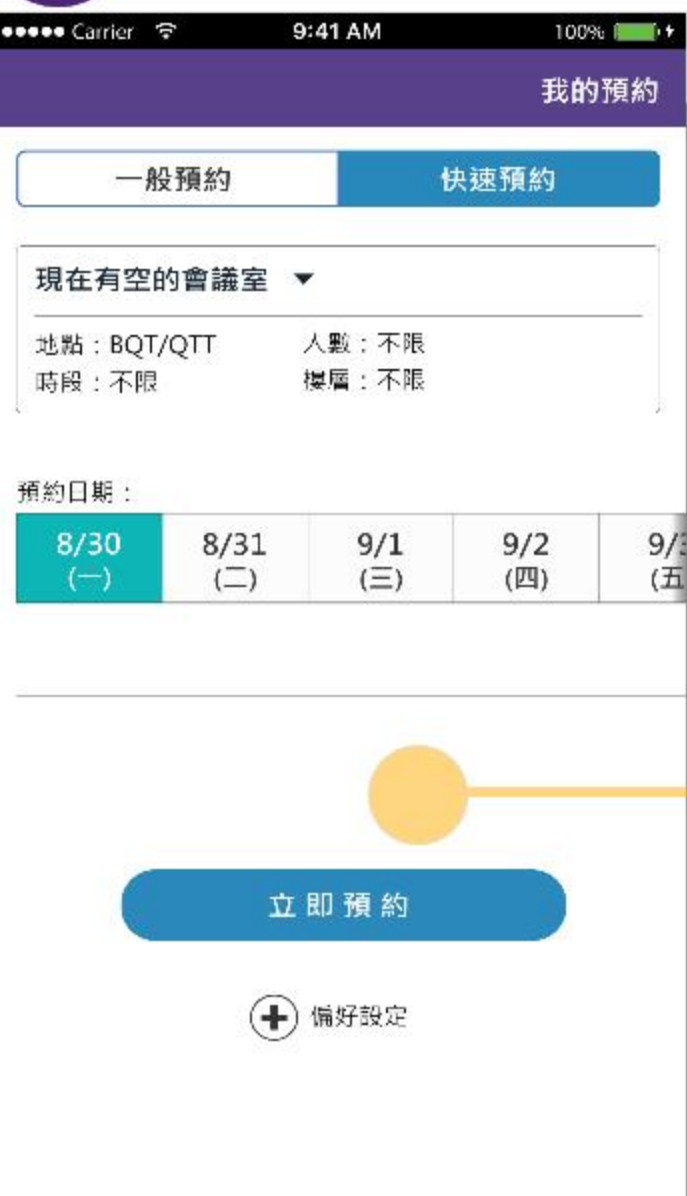 Carrier 9:41 AM 100%
我的預約
一般預約 快速預約
現在有空的會議室
地點：BQT/QTT 人數：不限
時段：不限 樓層：不限
預約日期：
8/30 8/31 9/1 9/2 9/
(一) (二) (三) (四) (五
立即預約
偏好設定